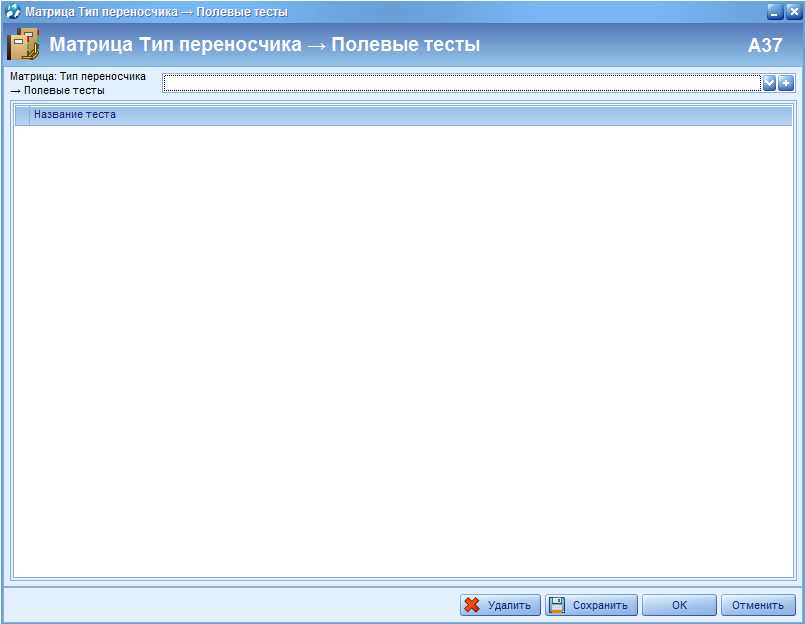 Матрица Тип переносчика → Полевые тесты
Матрица Тип переносчика → Полевые тесты
A37
Матрица: Тип переносчика
→ Полевые тесты
Название теста
Удалить
Сохранить
OK
Отменить